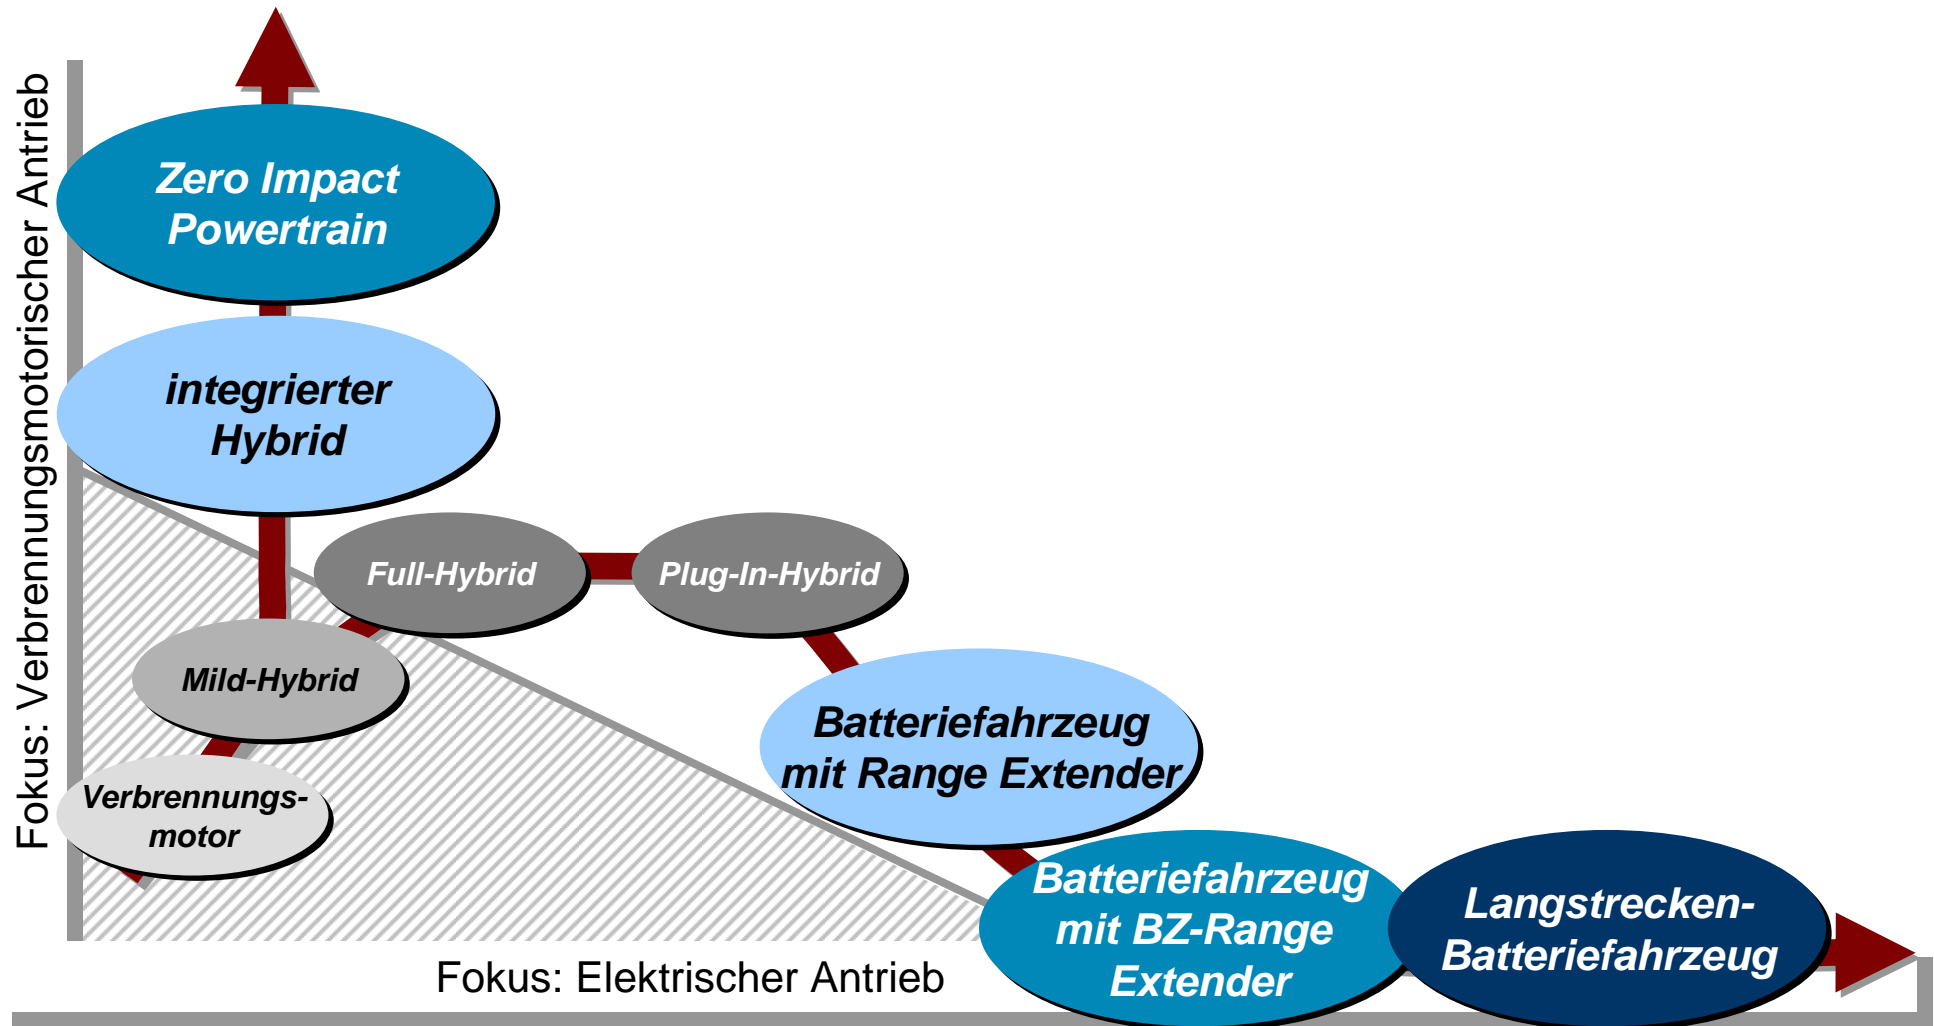 Fokus: Verbrennungsmotorischer Antrieb
Zero Impact
Powertrain
integrierter
Hybrid
Full-Hybrid
Plug-In-Hybrid
Mild-Hybrid
Verbrennungs-
motor
Batteriefahrzeug
mit Range Extender
Batteriefahrzeug
mit BZ-Range
Extender
Langstrecken-
Batteriefahrzeug
Fokus: Elektrischer Antrieb